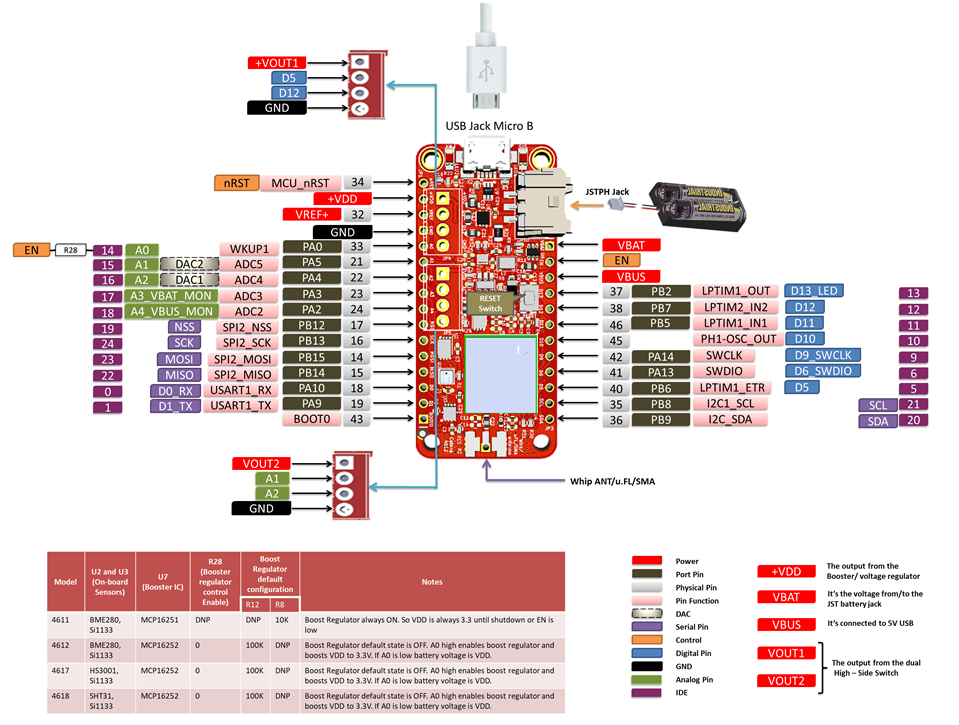 +VOUT1
D5
D12
GND
USB Jack Micro B
JSTPH Jack
nRST MCU_nRST 34
+VDD
VREF+ 32
GND
EN R28 14 A0 WKUP1 PA0 33
15 A1 DAC2 ADC5 PA5 21
16 A2 DAC1 ADC4 PA4 22
17 A3_VBAT_MON ADC3 PA3 23
18 A4_VBUS_MON ADC2 PA2 24
19 NSS SPI2_NSS PB12 17
24 SCK SPI2_SCK PB13 16
23 MOSI SPI2_MOSI PB15 14
22 MISO SPI2_MISO PB14 15
0 D0_RX USART1_RX PA10 18
1 D1_TX USART1_TX PA9 19
BOOT0 43
RESET
Switch
VBAT
EN
VBUS
37 PB2 LPTIM1_OUT D13_LED 13
38 PB7 LPTIM2_IN2 D12 12
46 PB5 LPTIM1_IN1 D11 11
45 PH1-OSC_OUT D10 10
42 PA14 SWCLK D9_SWCLK 9
41 PA13 SWDIO D6_SWDIO 6
40 PB6 LPTIM1_ETR D5 5
35 PB8 I2C1_SCL SCL 21
36 PB9 I2C_SDA SDA 20
VOUT2
A1
A2
GND
Whip ANT/u.FL/SMA
Model
U2 and U3
(On-board
Sensors)
U7
(Booster IC)
R28
(Booster
regulator
control
Enable)
Boost
Regulator
default
configuration
R12 R8
Notes
4611 BME280, Si1133 MCP16251 DNP DNP 10K Boost Regulator always ON. So VDD is always 3.3 until shutdown or EN is low
4612 BME280, Si1133 MCP16252 0 100K DNP Boost Regulator default state is OFF. A0 high enables boost regulator and boosts VDD to 3.3V. If A0 is low battery voltage is VDD.
4617 HS3001, Si1133 MCP16252 0 100K DNP Boost Regulator default state is OFF. A0 high enables boost regulator and boosts VDD to 3.3V. If A0 is low battery voltage is VDD.
4618 SHT31, Si1133 MCP16252 0 100K DNP Boost Regulator default state is OFF. A0 high enables boost regulator and boosts VDD to 3.3V. If A0 is low battery voltage is VDD.
Power
Port Pin
Physical Pin
Pin Function
DAC
Serial Pin
Control
Digital Pin
GND
Analog Pin
IDE
+VDD The output from the
Booster/ voltage regulator
VBAT It's the voltage from/to the
JST battery jack
VBUS It's connected to 5V USB
VOUT1
VOUT2
The output from the dual
High – Side Switch